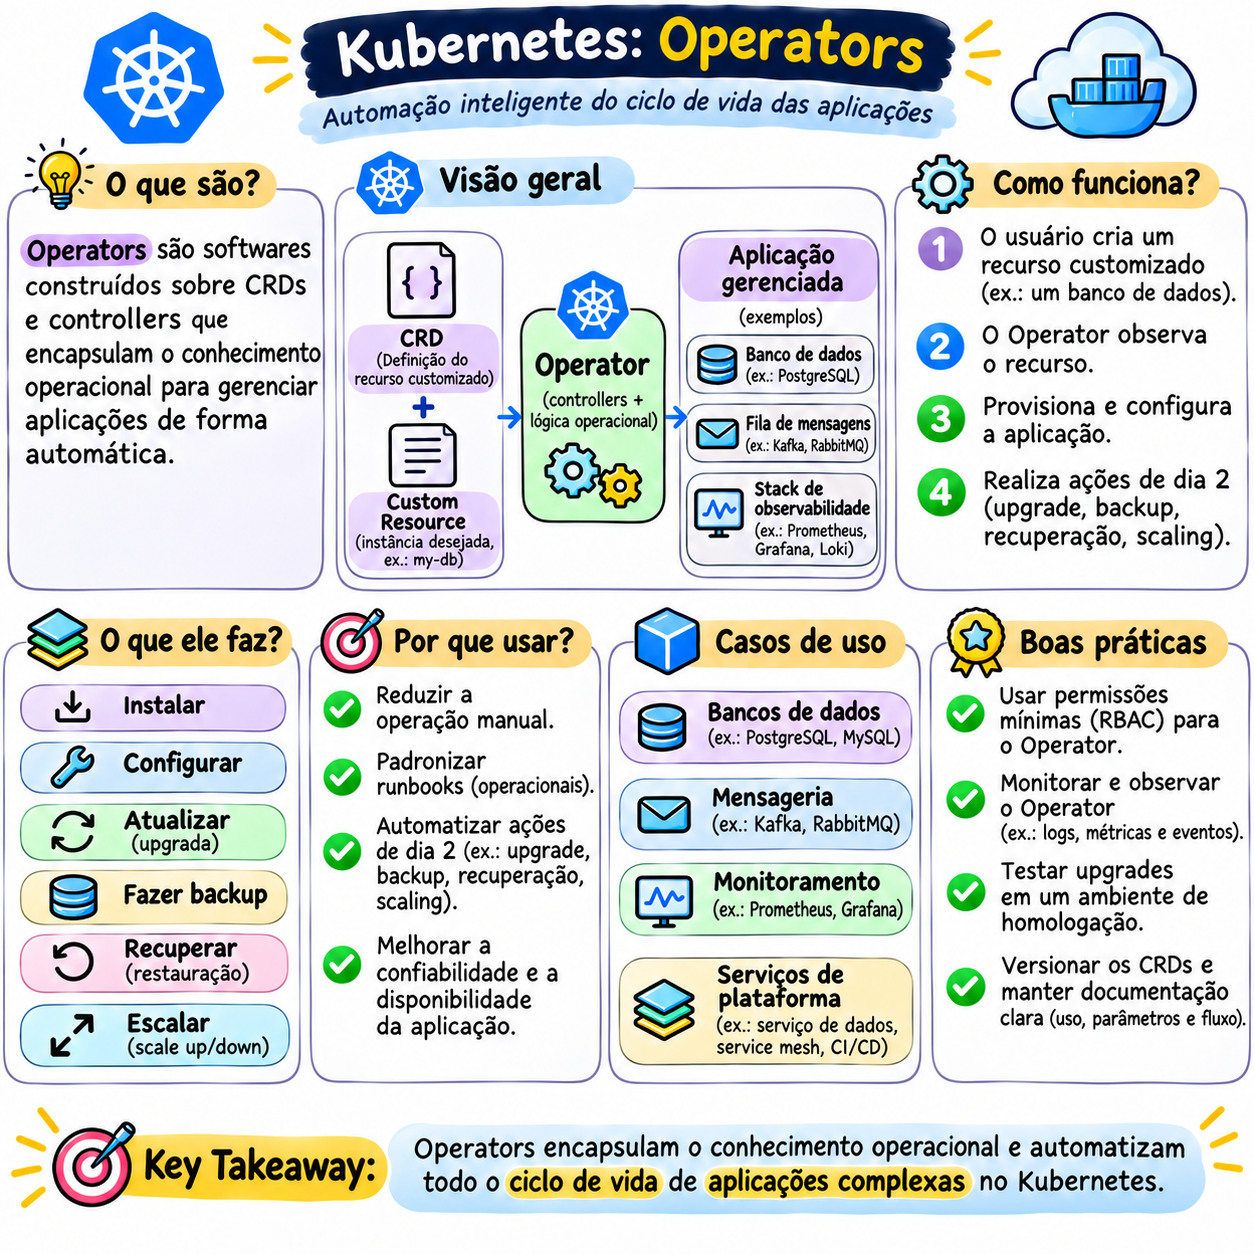 Kubernetes: Operators
Automação inteligente do ciclo de vida das aplicações
O que são?
Operators são softwares
construídos sobre CRDs
e controllers que
encapsulam o conhecimento
operacional para gerenciar
aplicações de forma
automática.
Visão geral
{ }
CRD
(Definição do
recurso customizado)
+
Custom
Resource
(instância desejada,
ex.: my-db)
Operator
(controllers +
lógica operacional)
Aplicação
gerenciada
(exemplos)
Banco de dados
(ex.: PostgreSQL)
Fila de mensagens
(ex.: Kafka, RabbitMQ)
Stack de
observabilidade
(ex.: Prometheus,
Grafana, Loki)
Como funciona?
1 O usuário cria um
recurso customizado
(ex.: um banco de dados).
2 O Operator observa
o recurso.
3 Provisiona e configura
a aplicação.
4 Realiza ações de dia 2
(upgrade, backup,
recuperação, scaling).
O que ele faz?
Instalar
Configurar
Atualizar
(upgrada)
Fazer backup
Recuperar
(restauração)
Escalar
(scale up/down)
Por que usar?
Reduzir a
operação manual.
Padronizar
runbooks (operacionais).
Automatizar ações
de dia 2 (ex.: upgrade,
backup, recuperação,
scaling).
Melhorar a
confiabilidade e a
disponibilidade
da aplicação.
Casos de uso
Bancos de dados
(ex.: PostgreSQL, MySQL)
Mensageria
(ex.: Kafka, RabbitMQ)
Monitoramento
(ex.: Prometheus, Grafana)
Serviços de
plataforma
(ex.: serviço de dados,
service mesh, CI/CD)
Boas práticas
Usar permissões
mínimas (RBAC) para
o Operator.
Monitorar e observar
o Operator
(ex.: logs, métricas e eventos).
Testar upgrades
em um ambiente de
homologação.
Versionar os CRDs e
manter documentação
clara (uso, parâmetros e fluxo).
Key Takeaway:
Operators encapsulam o conhecimento operacional e automatizam
todo o ciclo de vida de aplicações complexas no Kubernetes.